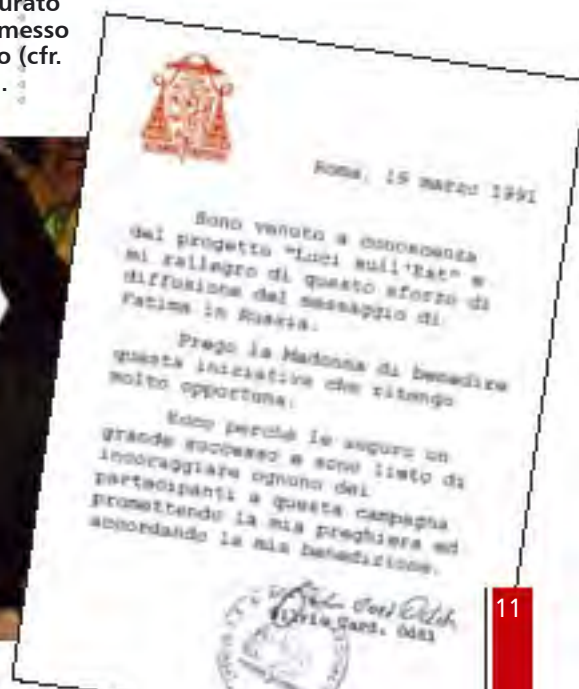 urato
messo
o (cfr.
.
Roma, 19 marzo 1991
Sono venuto a conoscenza
del progetto "Luci sull'Est" e
mi rallegro di questo sforzo di
diffusione del messaggio di
Fatima in Russia.
Prego la Madonna di benedire
questa iniziativa che ritengo
molto opportuna.
Ecco perché le auguro un
grande successo e sono lieto di
incoraggiare ognuno dei
partecipanti a questa campagna
promettendo la mia preghiera ed
accordando la mia benedizione.
Silvio Card. Oddi
11